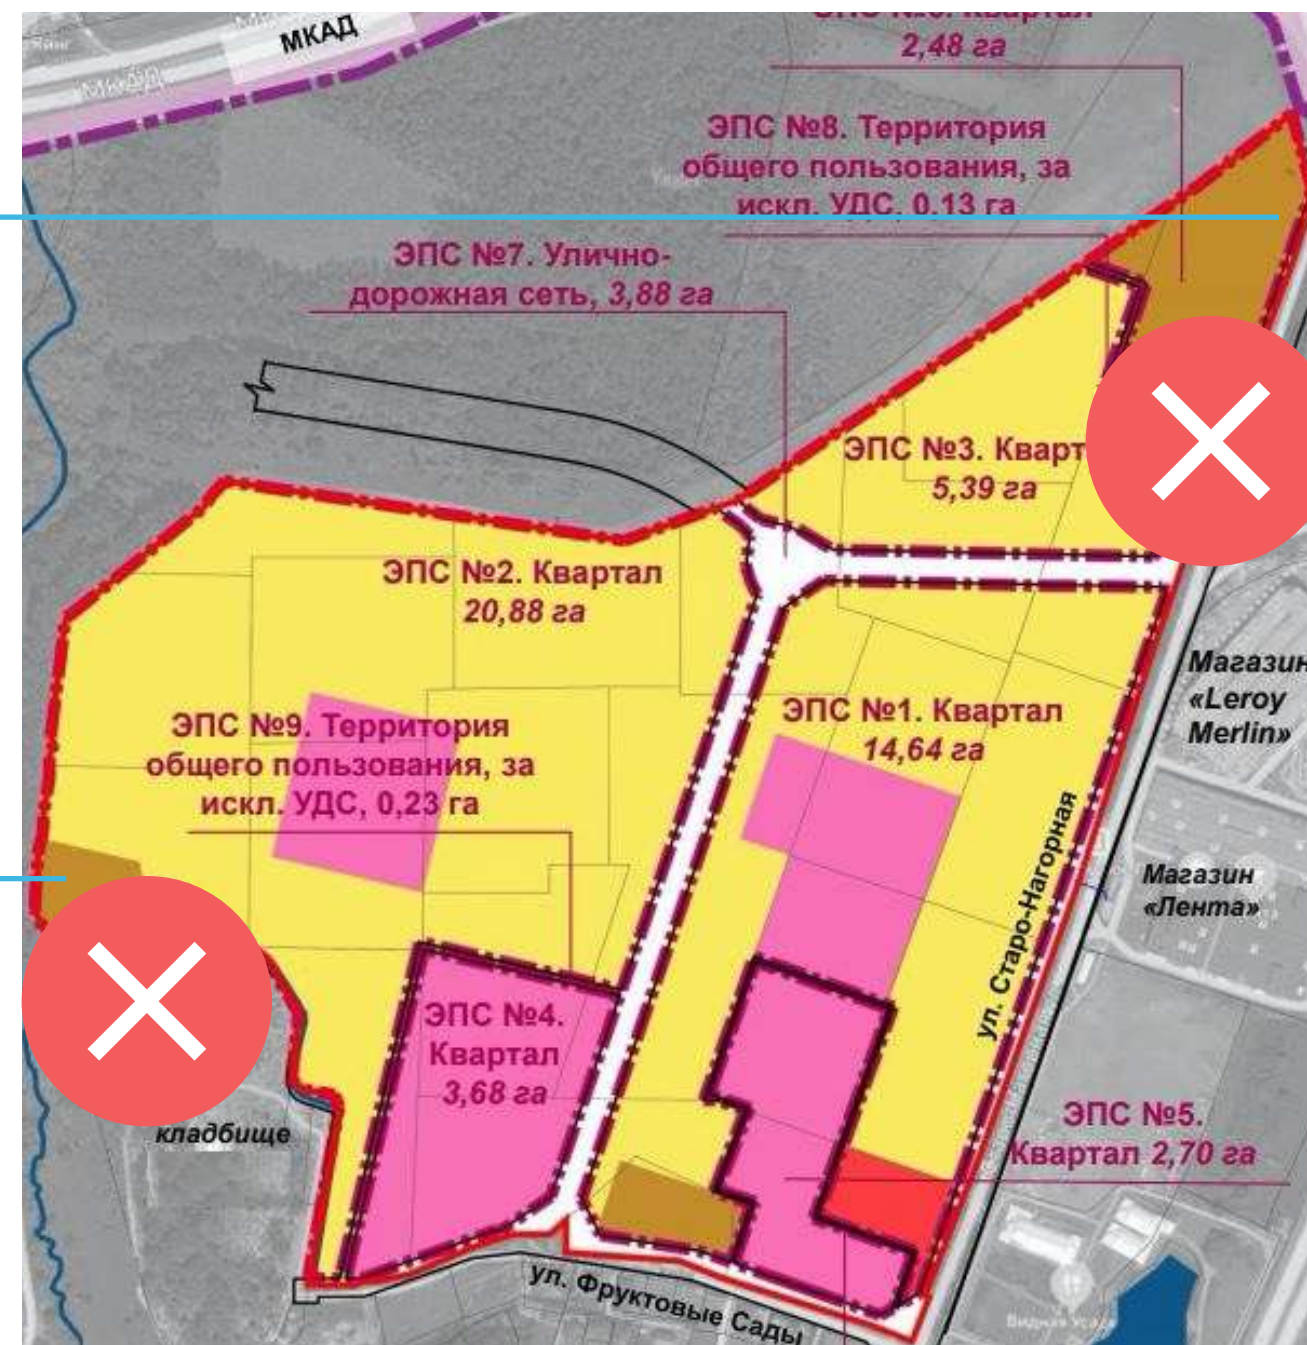 МКАД
МКАД
2,48 га
ЭПС №8. Территория
общего пользования, за
искл. УДС, 0,13 га
ЭПС №7. Улично-
дорожная сеть, 3,88 га
ЭПС №3. Кварт
5,39 га
ЭПС №2. Квартал
20,88 га
Магазин
«Leroy
Merlin»
ЭПС №1. Квартал
14,64 га
ЭПС №9. Территория
общего пользования, за
искл. УДС, 0,23 га
ул. Старо-Нагорная
Магазин
«Лента»
ЭПС №4.
Квартал
3,68 га
кладбище
ЭПС №5.
Квартал 2,70 га
ул. Фруктовые Сады